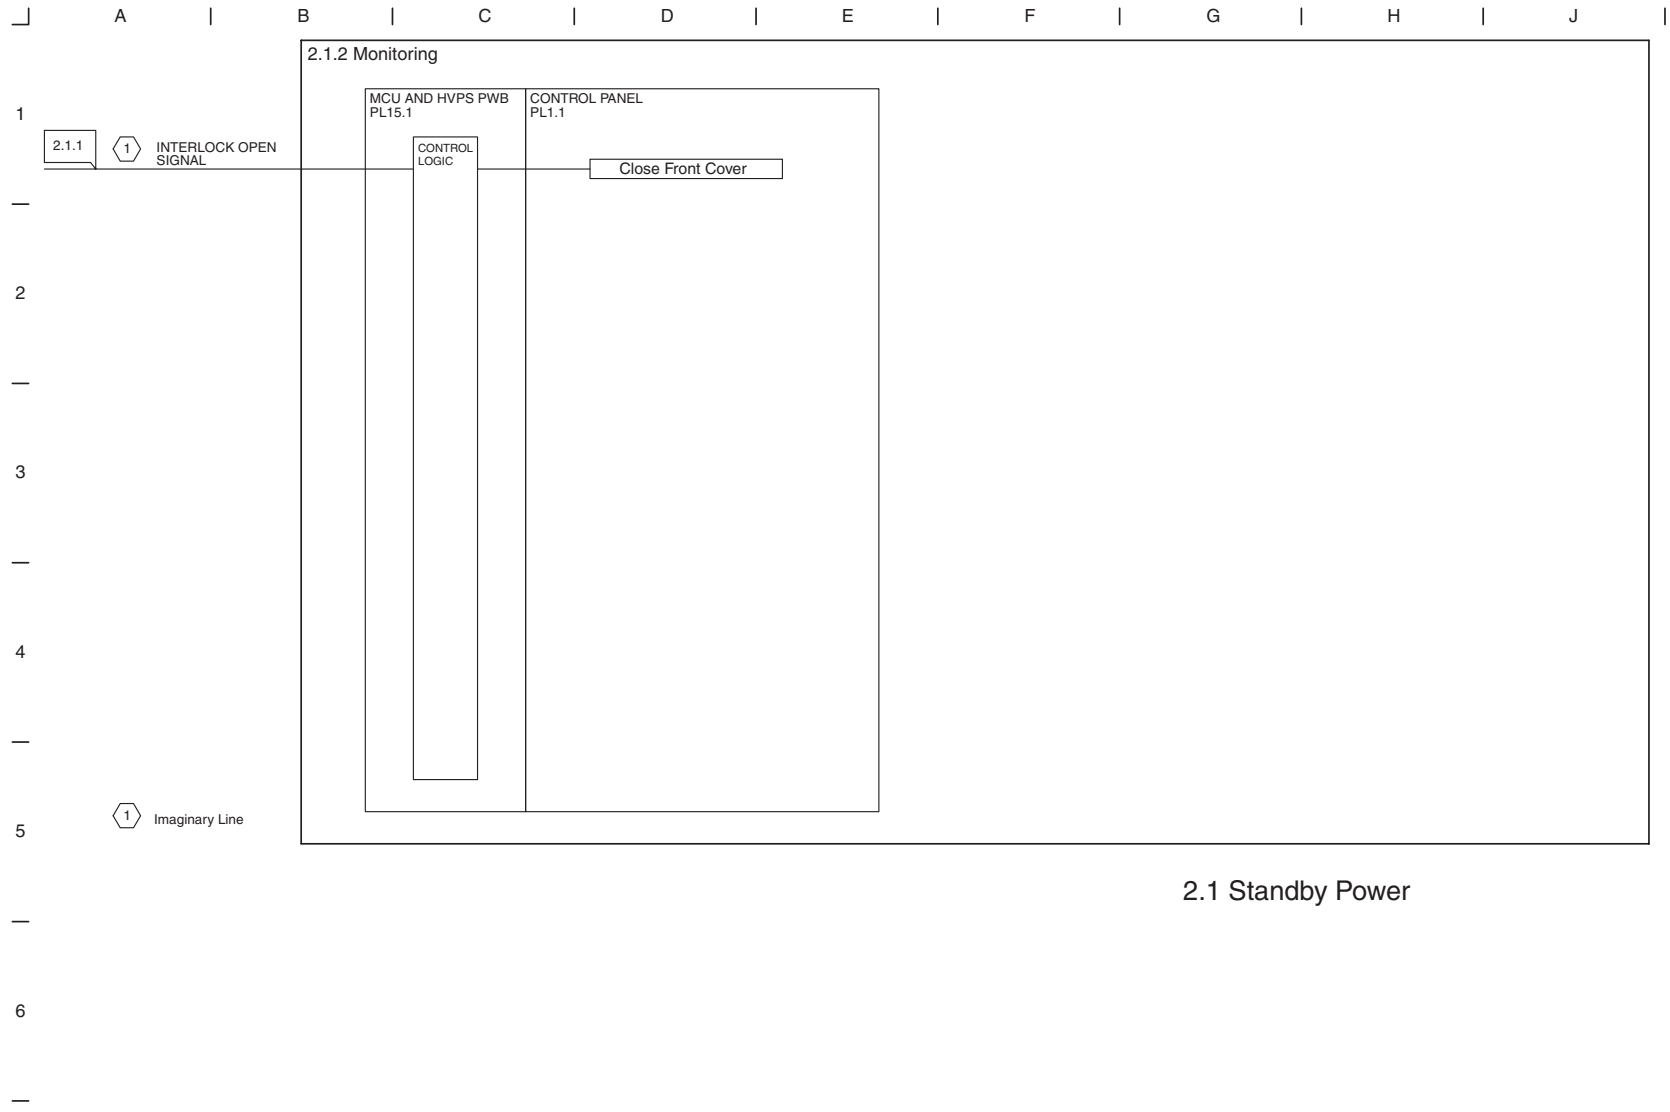 A B C D E F G H J
2.1.2 Monitoring
MCU AND HVPS PWB
PL15.1
CONTROL PANEL
PL1.1
1
2.1.1
1
INTERLOCK OPEN
SIGNAL
CONTROL
LOGIC
Close Front Cover
2
3
4
1
Imaginary Line
5
2.1 Standby Power
6